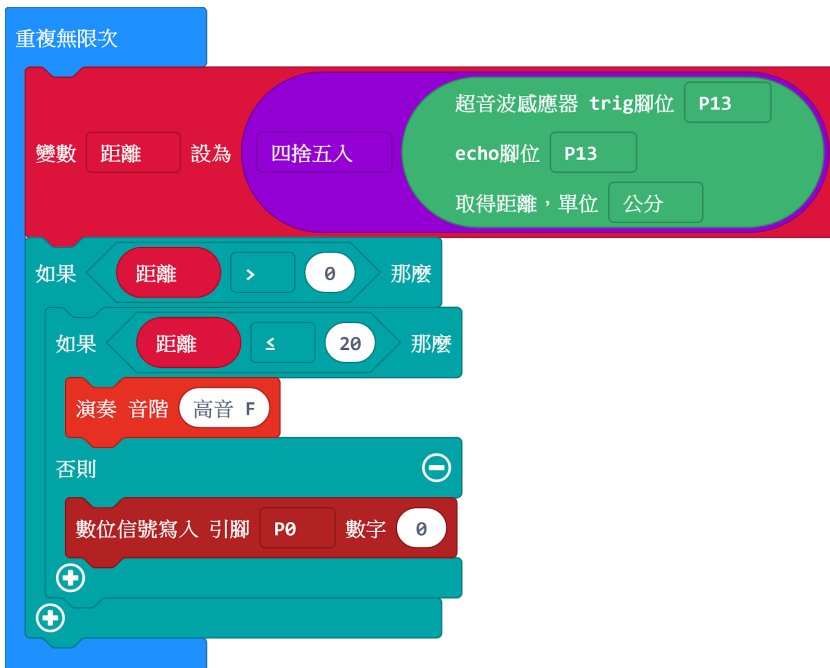 重複無限次
變數 距離 設為 四捨五入 超音波感應器 trig腳位 P13
echo腳位 P13
取得距離，單位 公分
如果 距離 > 0 那麼
如果 距離 ≤ 20 那麼
演奏 音階 高音 F
否則
數位信號寫入 引腳 P0 數字 0